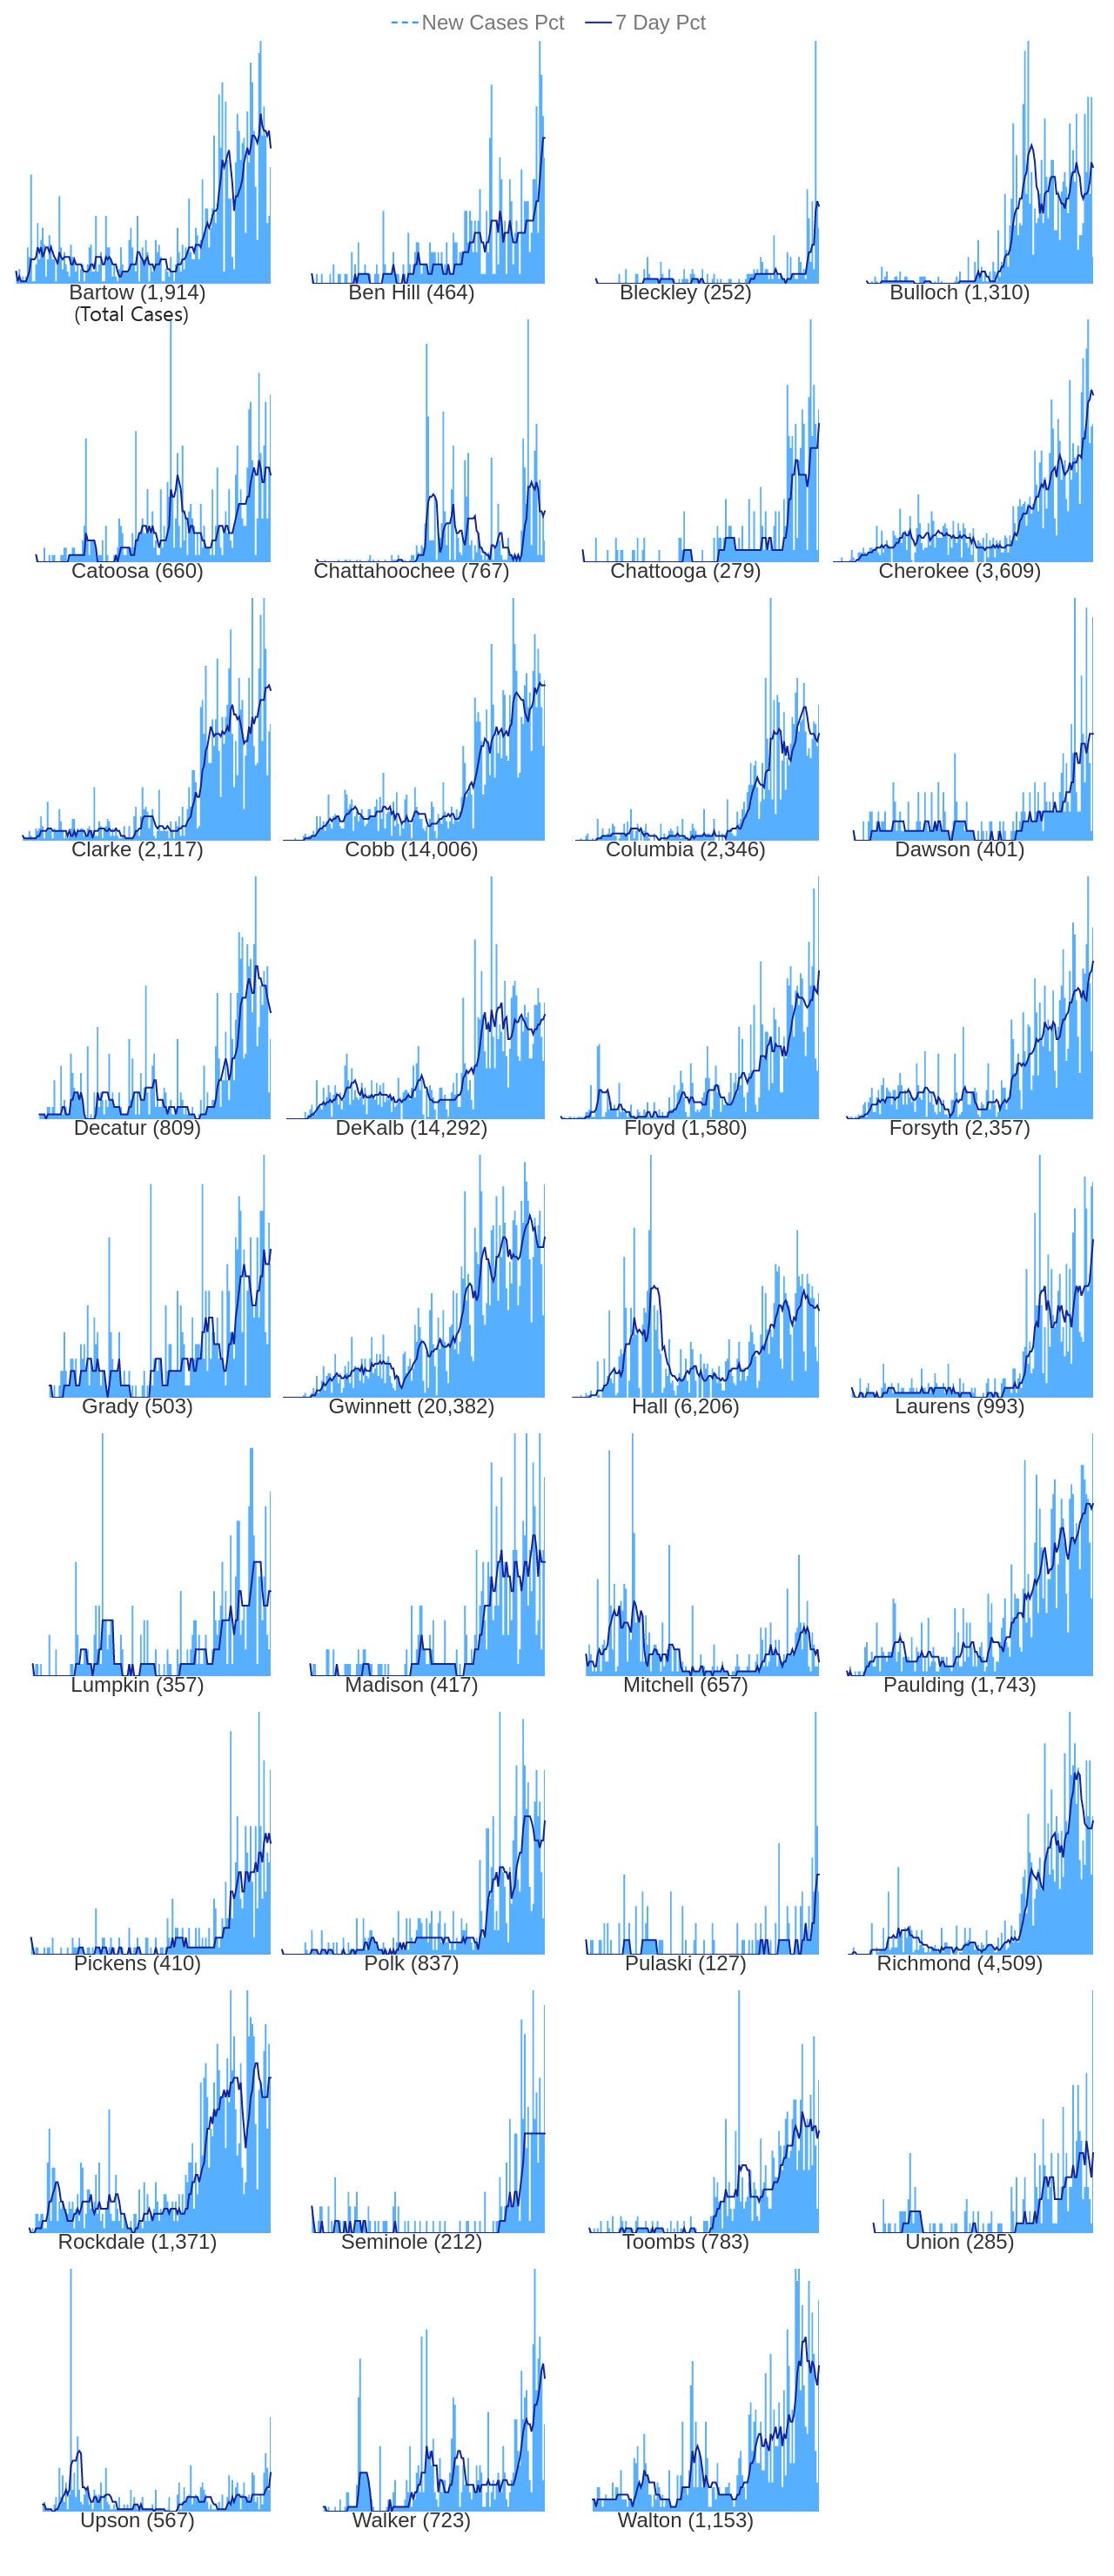 New Cases Pct 7 Day Pct
Bartow (1,914) Ben Hill (464) Bleckley (252) Bulloch (1,310)
(Total Cases)
Catoosa (660) Chattahoochee (767) Chattooga (279) Cherokee (3,609)
Clarke (2,117) Cobb (14,006) Columbia (2,346) Dawson (401)
Decatur (809) DeKalb (14,292) Floyd (1,580) Forsyth (2,357)
Grady (503) Gwinnett (20,382) Hall (6,206) Laurens (993)
Lumpkin (357) Madison (417) Mitchell (657) Paulding (1,743)
Pickens (410) Polk (837) Pulaski (127) Richmond (4,509)
Rockdale (1,371) Seminole (212) Toombs (783) Union (285)
Upson (567) Walker (723) Walton (1,153)